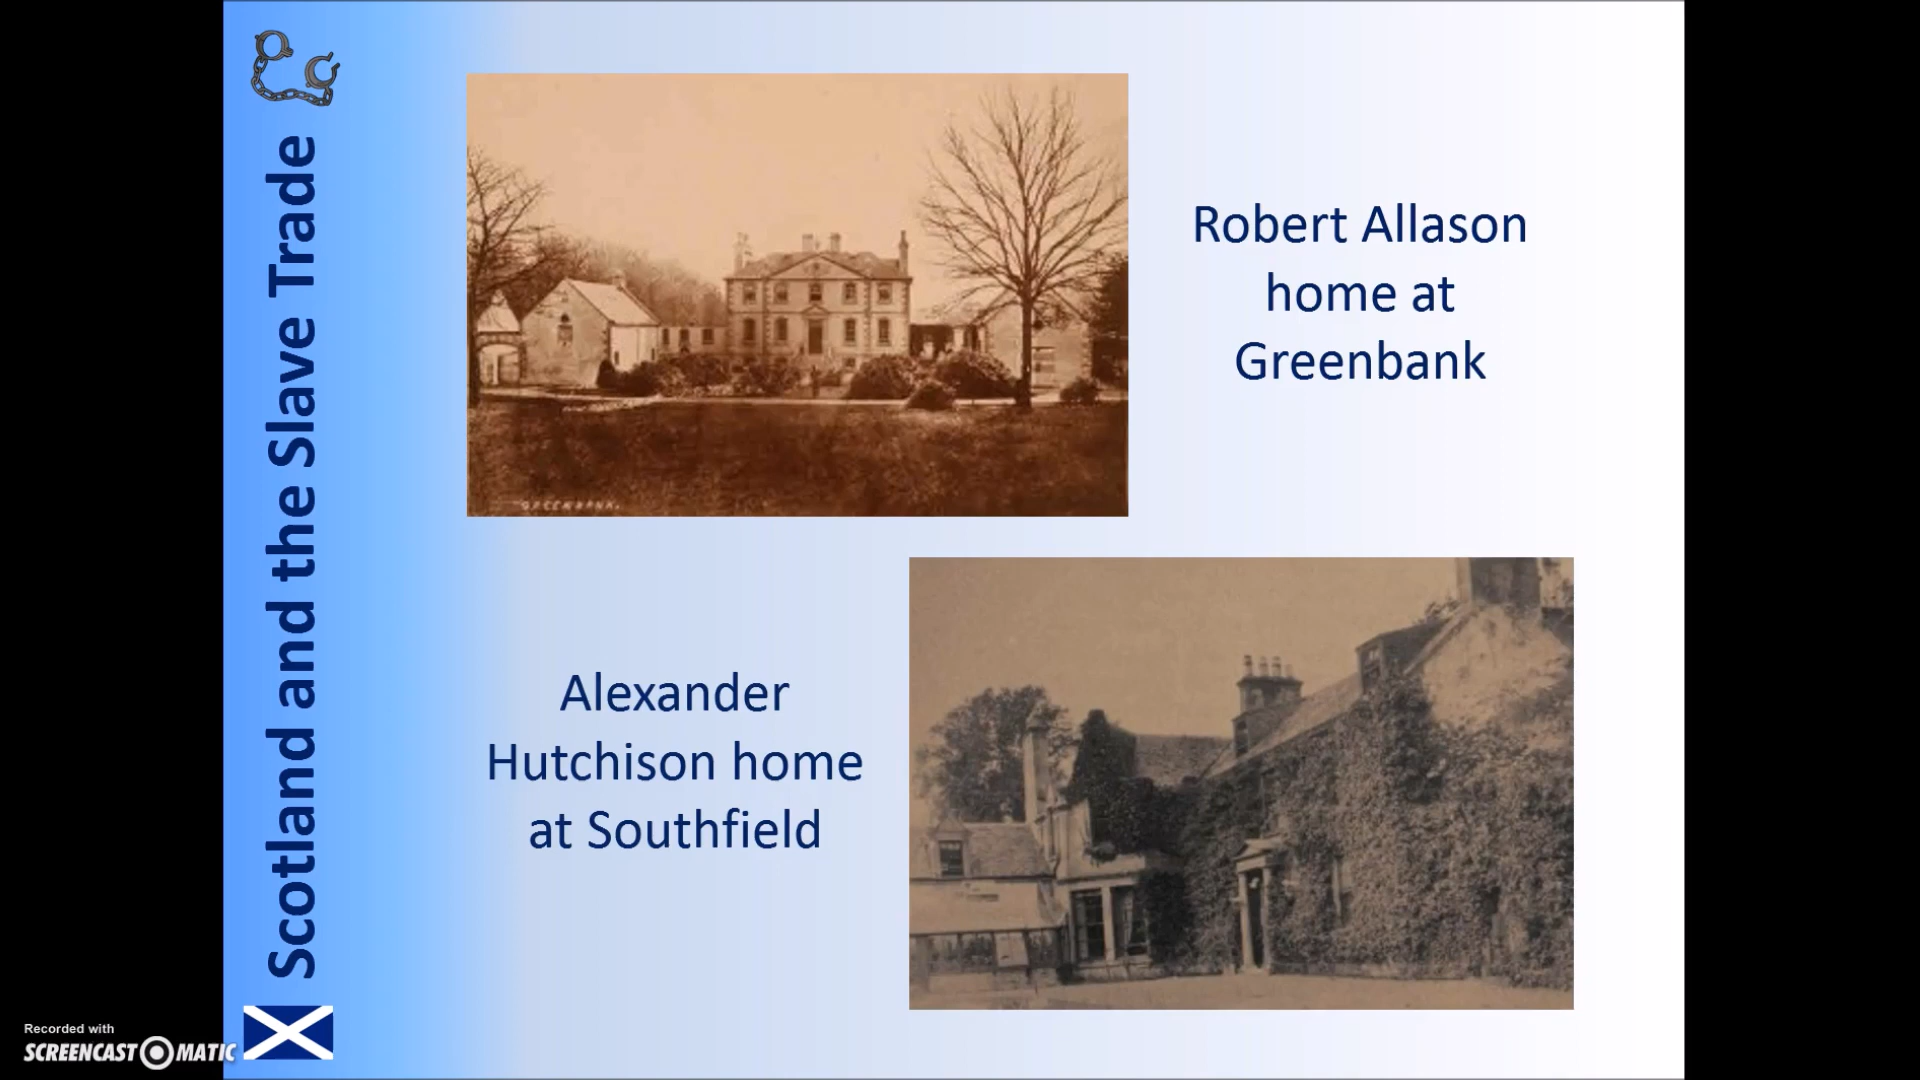 Scotland and the Slave Trade
Robert Allason
home at
Greenbank
GREENBANK.
Alexander
Hutchison home
at Southfield
Recorded with
SCREENCAST MATIC